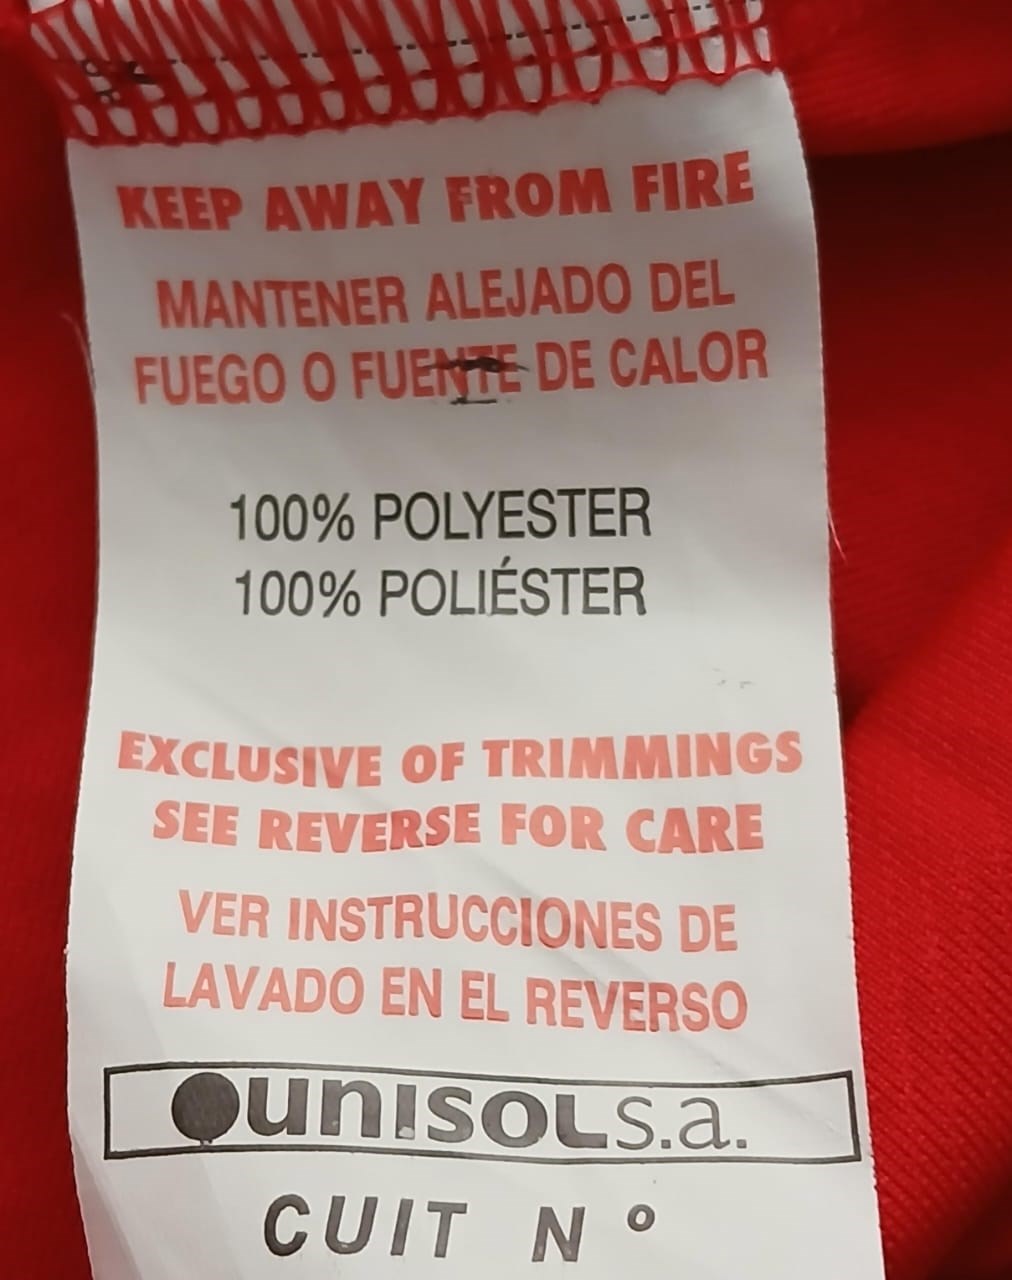 KEEP AWAY FROM FIRE
MANTENER ALEJADO DEL
FUEGO O FUENTE DE CALOR
100% POLYESTER
100% POLIÉSTER
EXCLUSIVE OF TRIMMINGS
SEE REVERSE FOR CARE
VER INSTRUCCIONES DE
LAVADO EN EL REVERSO
unisol s.a.
CUIT Nº